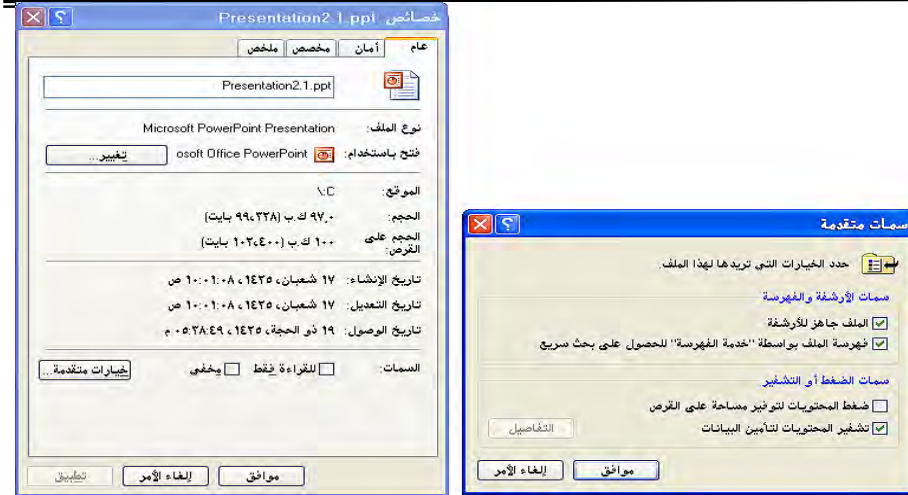 خصائص Presentation2.1.ppt
عام
أمان
مخصص
ملخص
Presentation2.1.ppt
نوع الملف: Microsoft PowerPoint Presentation
فتح باستخدام: osoft Office PowerPoint
تغيير...
الموقع: C:\
الحجم: ٩٧,٠ ك.ب (٩٩,٣٢٨ بايت)
الحجم على القرص: ١٠٠ ك.ب (١٠٢,٤٠٠ بايت)
تاريخ الإنشاء: ١٧ شعبان، ١٤٢٥، ١٠:٠١:٠٨ ص
تاريخ التعديل: ١٧ شعبان، ١٤٢٥، ١٠:٠١:٠٨ ص
تاريخ الوصول: ١٩ ذو الحجة، ١٤٢٥، ٠٥:٣٨:٤٩ م
السمات: للقراءة فقط مخفي
خيارات متقدمة...
موافق
إلغاء الأمر
تطبيق
سمات متقدمة
حدد الخيارات التي تريدها لهذا الملف.
سمات الأرشفة والفهرسة
الملف جاهز للأرشفة
فهرسة الملف بواسطة "خدمة الفهرسة" للحصول على بحث سريع
سمات الضغط أو التشفير
ضغط المحتويات لتوفير مساحة على القرص
تشفير المحتويات لتأمين البيانات
التفاصيل
موافق
إلغاء الأمر